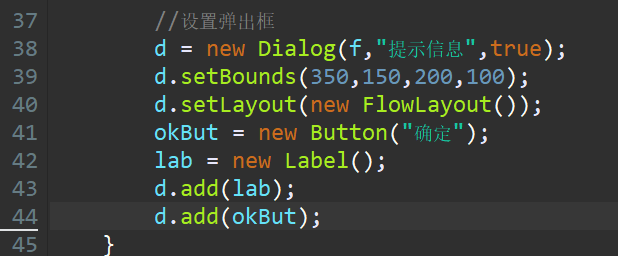 37 //设置弹出框
38 d = new Dialog(f,"提示信息",true);
39 d.setBounds(350,150,200,100);
40 d.setLayout(new FlowLayout());
41 okBut = new Button("确定");
42 lab = new Label();
43 d.add(lab);
44 d.add(okBut);
45 }